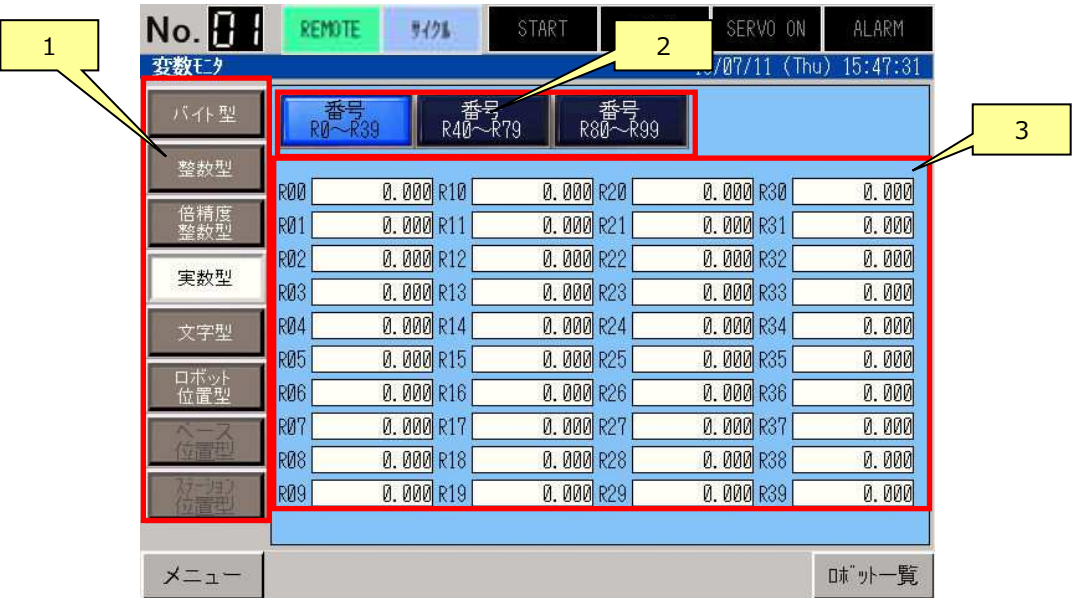 No. 01 REMOTE ｻｲｸﾙ START SERVO ON ALARM
変数ﾓﾆﾀ /07/11 (Thu) 15:47:31
1
2
3
バイト型
整数型
倍精度
整数型
実数型
文字型
ロボット
位置型
ベース
位置型
ｽﾃｰｼｮﾝ
位置型
番号
R0～R39
番号
R40～R79
番号
R80～R99
R00 0.000 R10 0.000 R20 0.000 R30 0.000
R01 0.000 R11 0.000 R21 0.000 R31 0.000
R02 0.000 R12 0.000 R22 0.000 R32 0.000
R03 0.000 R13 0.000 R23 0.000 R33 0.000
R04 0.000 R14 0.000 R24 0.000 R34 0.000
R05 0.000 R15 0.000 R25 0.000 R35 0.000
R06 0.000 R16 0.000 R26 0.000 R36 0.000
R07 0.000 R17 0.000 R27 0.000 R37 0.000
R08 0.000 R18 0.000 R28 0.000 R38 0.000
R09 0.000 R19 0.000 R29 0.000 R39 0.000
メニュー
ﾛﾎﾞｯﾄ一覧